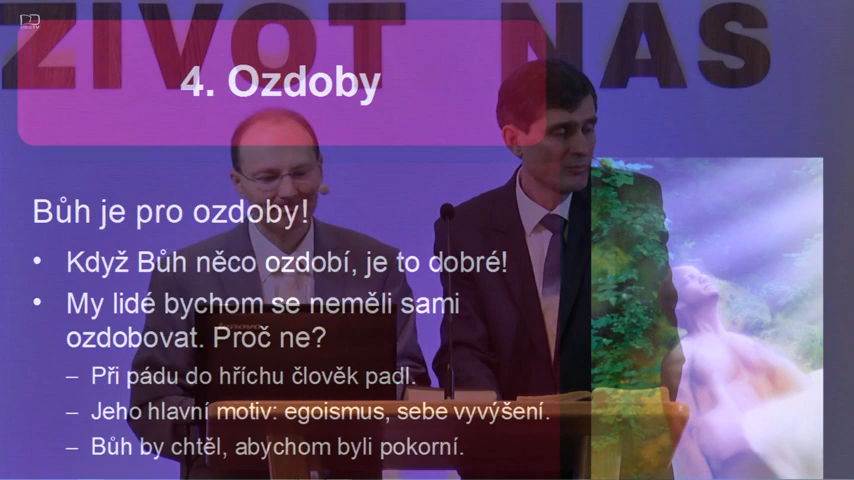 ŽIVOT NÁS
4. Ozdoby
Bůh je pro ozdoby!
• Když Bůh něco ozdobí, je to dobré!
• My lidé bychom se neměli sami
ozdobovat. Proč ne?
– Při pádu do hříchu člověk padl.
– Jeho hlavní motiv: egoismus, sebe vyvýšení.
– Bůh by chtěl, abychom byli pokorní.